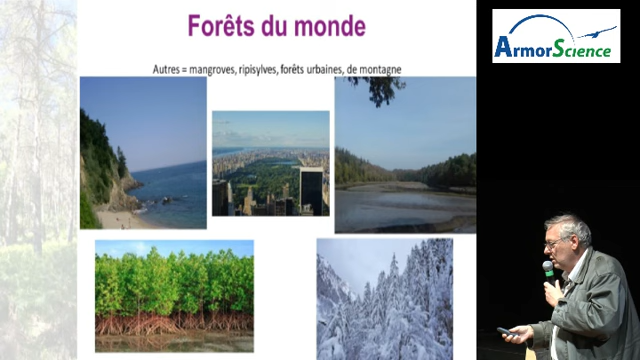 Forêts du monde
Autres = mangroves, ripisylves, forêts urbaines, de montagne
ArmorScience